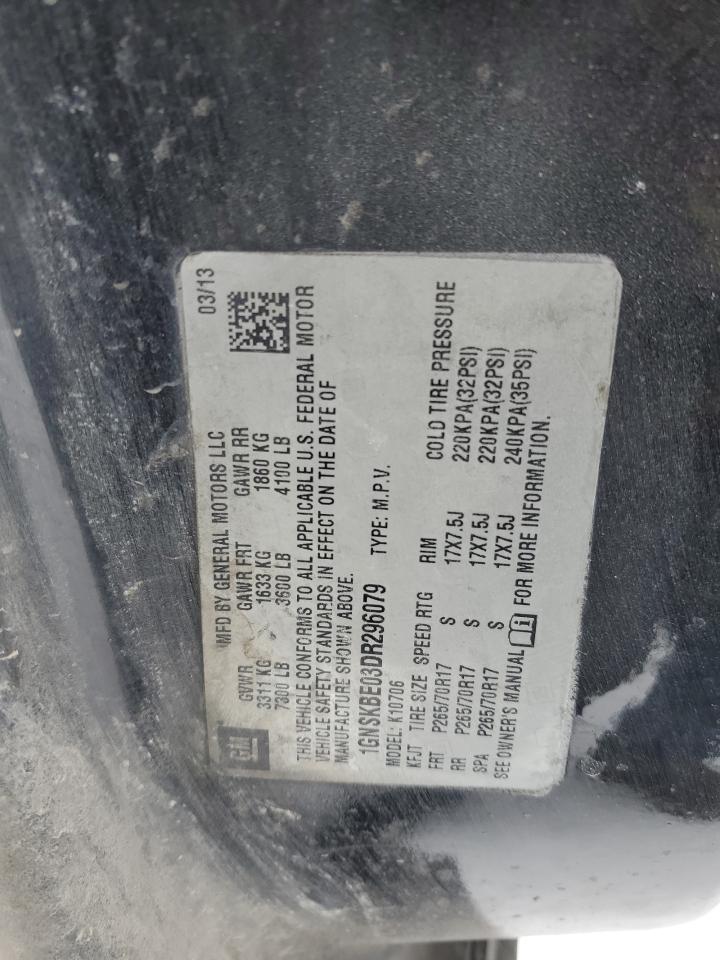 GM
MFD BY GENERAL MOTORS LLC 03/13
GVWR GAWR FRT GAWR RR
3311 KG 1633 KG 1860 KG
7300 LB 3600 LB 4100 LB
THIS VEHICLE CONFORMS TO ALL APPLICABLE U.S. FEDERAL MOTOR
VEHICLE SAFETY STANDARDS IN EFFECT ON THE DATE OF
MANUFACTURE SHOWN ABOVE.
1GNSKBE03DR296079 TYPE: M.P.V.
MODEL: K10706
KFJT TIRE SIZE SPEED RTG RIM COLD TIRE PRESSURE
FRT P265/70R17 S 17X7.5J 220KPA(32PSI)
RR P265/70R17 S 17X7.5J 220KPA(32PSI)
SPA P265/70R17 S 17X7.5J 240KPA(35PSI)
SEE OWNER'S MANUAL FOR MORE INFORMATION.